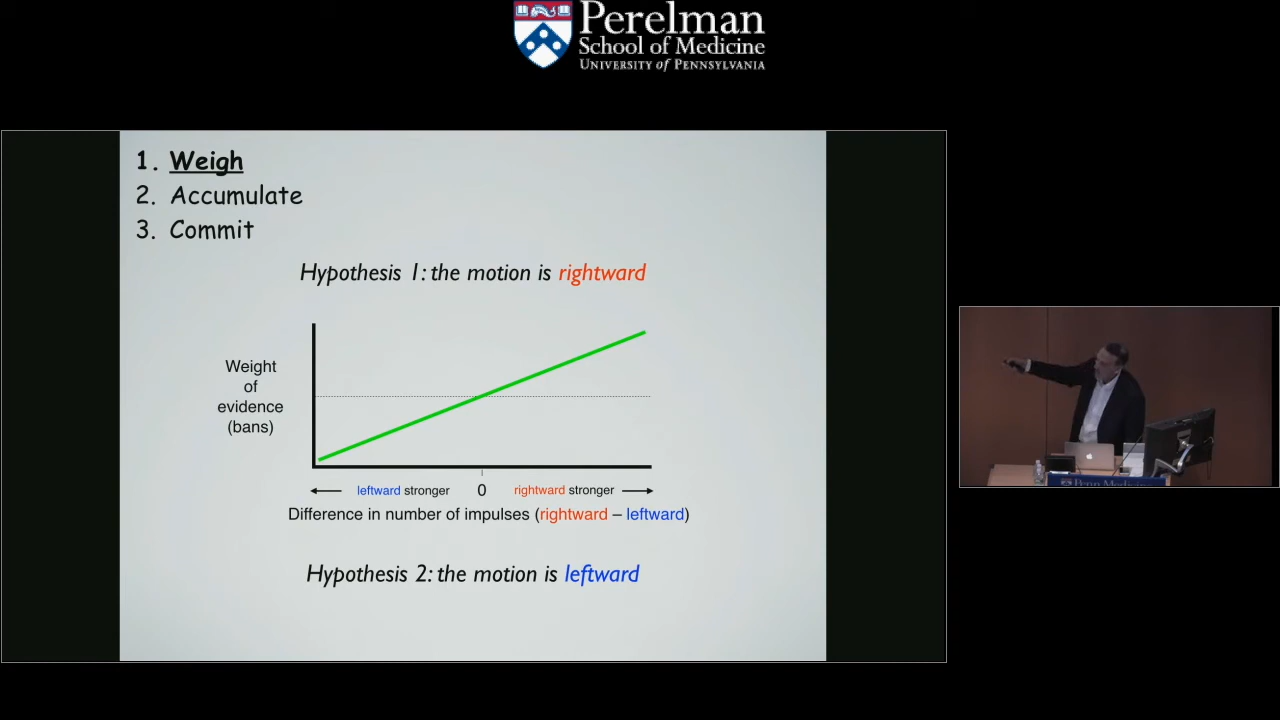 Perelman
School of Medicine
UNIVERSITY of PENNSYLVANIA
1. Weigh
2. Accumulate
3. Commit
Hypothesis 1: the motion is rightward
Weight
of
evidence
(bans)
leftward stronger 0 rightward stronger
Difference in number of impulses (rightward – leftward)
Hypothesis 2: the motion is leftward
Penn Medicine